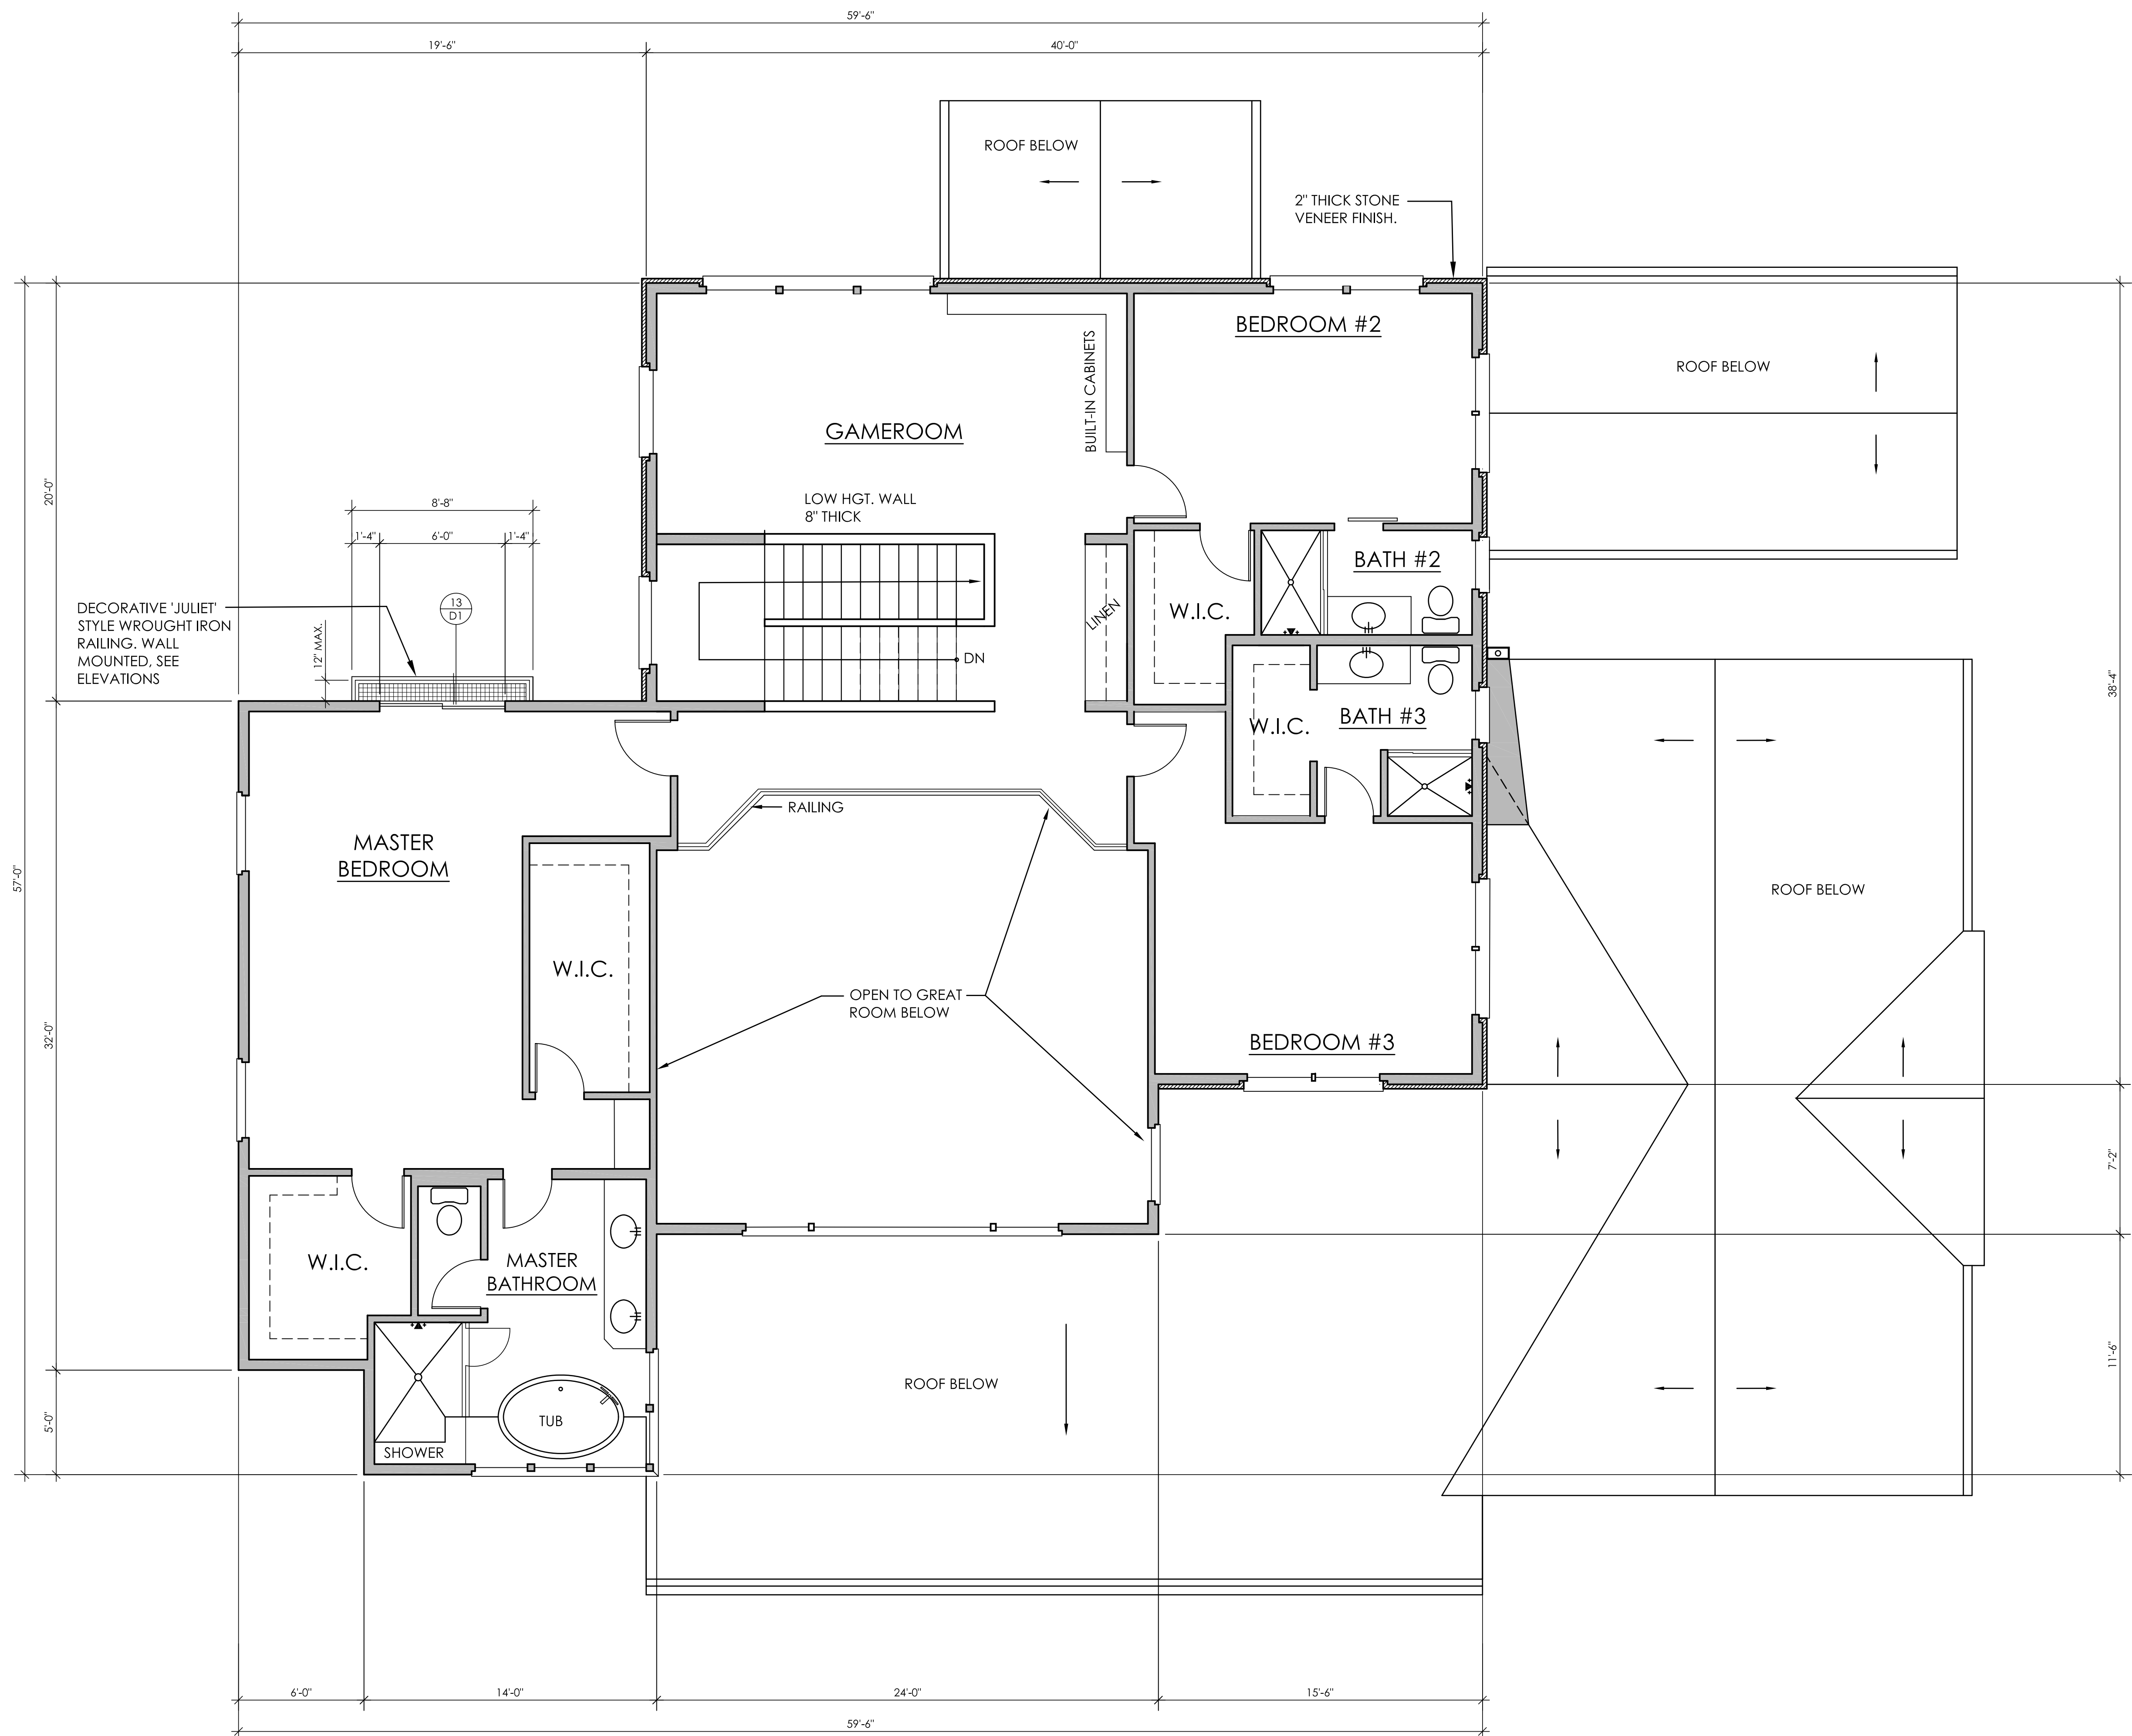 59'-6"
19'-6"
40'-0"
ROOF BELOW
2" THICK STONE
VENEER FINISH.
BEDROOM #2
BUILT-IN CABINETS
ROOF BELOW
GAMEROOM
20'-0"
LOW HGT. WALL
8" THICK
8'-8"
1'-4"
6'-0"
1'-4"
BATH #2
13
D1
DECORATIVE 'JULIET'
STYLE WROUGHT IRON
RAILING. WALL
MOUNTED, SEE
ELEVATIONS
12" MAX.
LINEN
W.I.C.
DN
38'-4"
W.I.C.
BATH #3
RAILING
MASTER
BEDROOM
57'-0"
ROOF BELOW
W.I.C.
OPEN TO GREAT
ROOM BELOW
32'-0"
BEDROOM #3
7'-2"
W.I.C.
MASTER
BATHROOM
11'-6"
ROOF BELOW
5'-0"
TUB
SHOWER
6'-0"
14'-0"
24'-0"
15'-6"
59'-6"